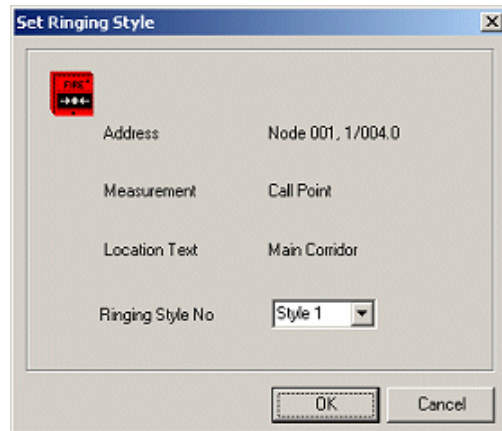 Set Ringing Style
FIRE
Address Node 001, 1/004.0
Measurement Call Point
Location Text Main Corridor
Ringing Style No Style 1
OK Cancel